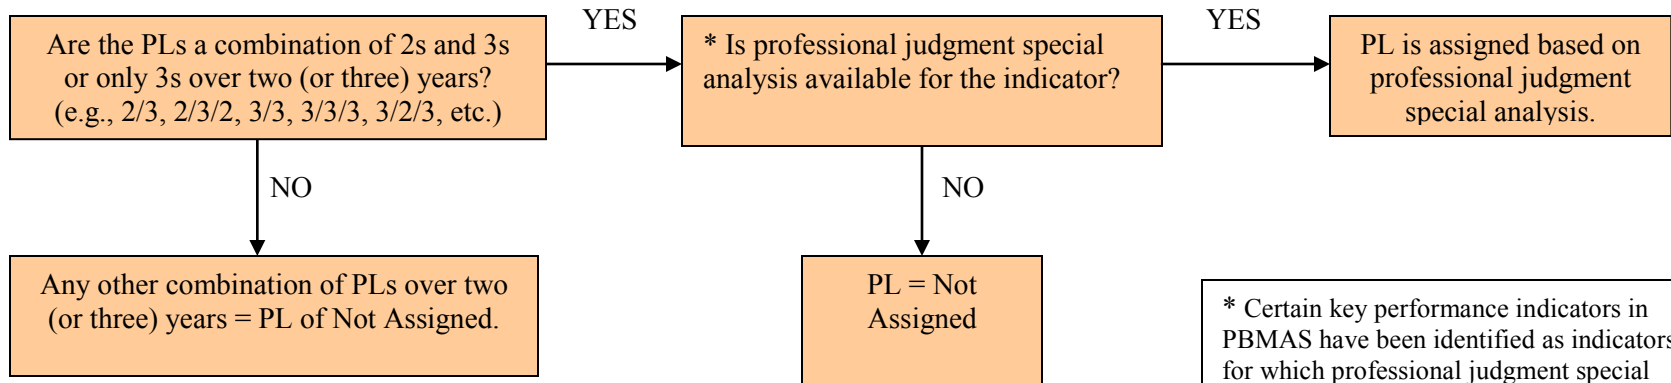 Are the PLs a combination of 2s and 3s
or only 3s over two (or three) years?
(e.g., 2/3, 2/3/2, 3/3, 3/3/3, 3/2/3, etc.)
YES
* Is professional judgment special
analysis available for the indicator?
YES
PL is assigned based on
professional judgment
special analysis.
NO
NO
Any other combination of PLs over two
(or three) years = PL of Not Assigned.
PL = Not
Assigned
* Certain key performance indicators in
PBMAS have been identified as indicators
for which professional judgment special